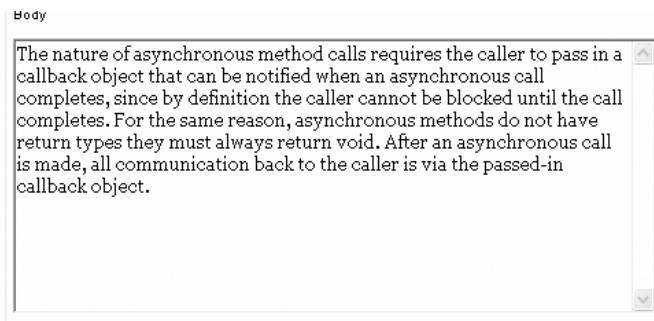 Body
The nature of asynchronous method calls requires the caller to pass in a
callback object that can be notified when an asynchronous call
completes, since by definition the caller cannot be blocked until the call
completes. For the same reason, asynchronous methods do not have
return types they must always return void. After an asynchronous call
is made, all communication back to the caller is via the passed-in
callback object.